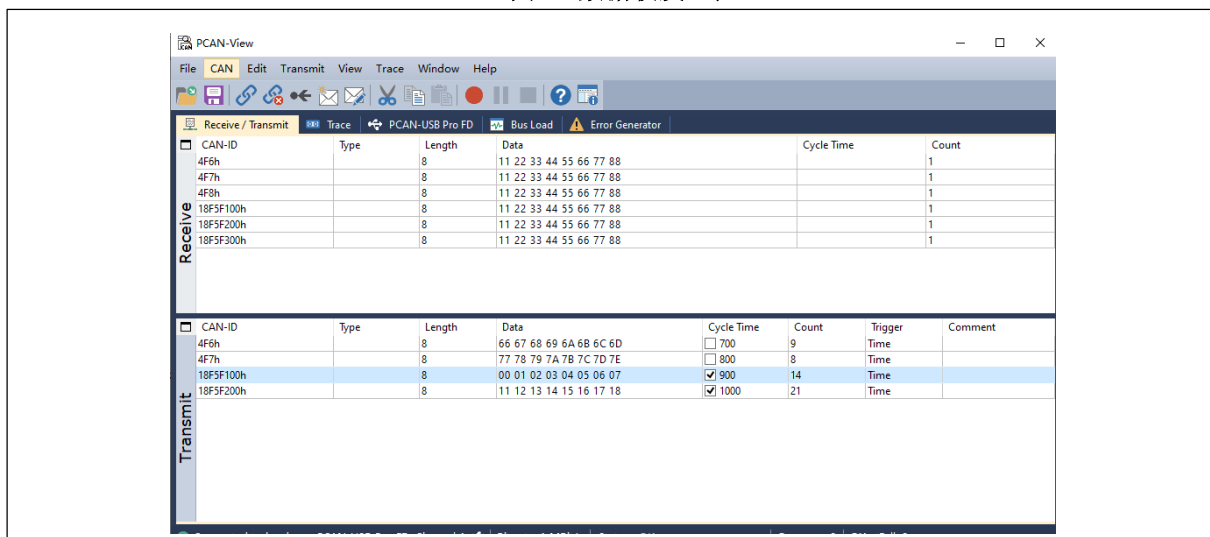 PCAN-View
File CAN Edit Transmit View Trace Window Help
Receive / Transmit Trace PCAN-USB Pro FD Bus Load Error Generator
CAN-ID Type Length Data Cycle Time Count
4F6h 8 11 22 33 44 55 66 77 88 1
4F7h 8 11 22 33 44 55 66 77 88 1
4F8h 8 11 22 33 44 55 66 77 88 1
18F5F100h 8 11 22 33 44 55 66 77 88 1
18F5F200h 8 11 22 33 44 55 66 77 88 1
18F5F300h 8 11 22 33 44 55 66 77 88 1
Receive
CAN-ID Type Length Data Cycle Time Count Trigger Comment
4F6h 8 66 67 68 69 6A 6B 6C 6D 700 9 Time
4F7h 8 77 78 79 7A 7B 7C 7D 7E 800 8 Time
18F5F100h 8 00 01 02 03 04 05 06 07 900 14 Time
18F5F200h 8 11 12 13 14 15 16 17 18 1000 21 Time
Transmit